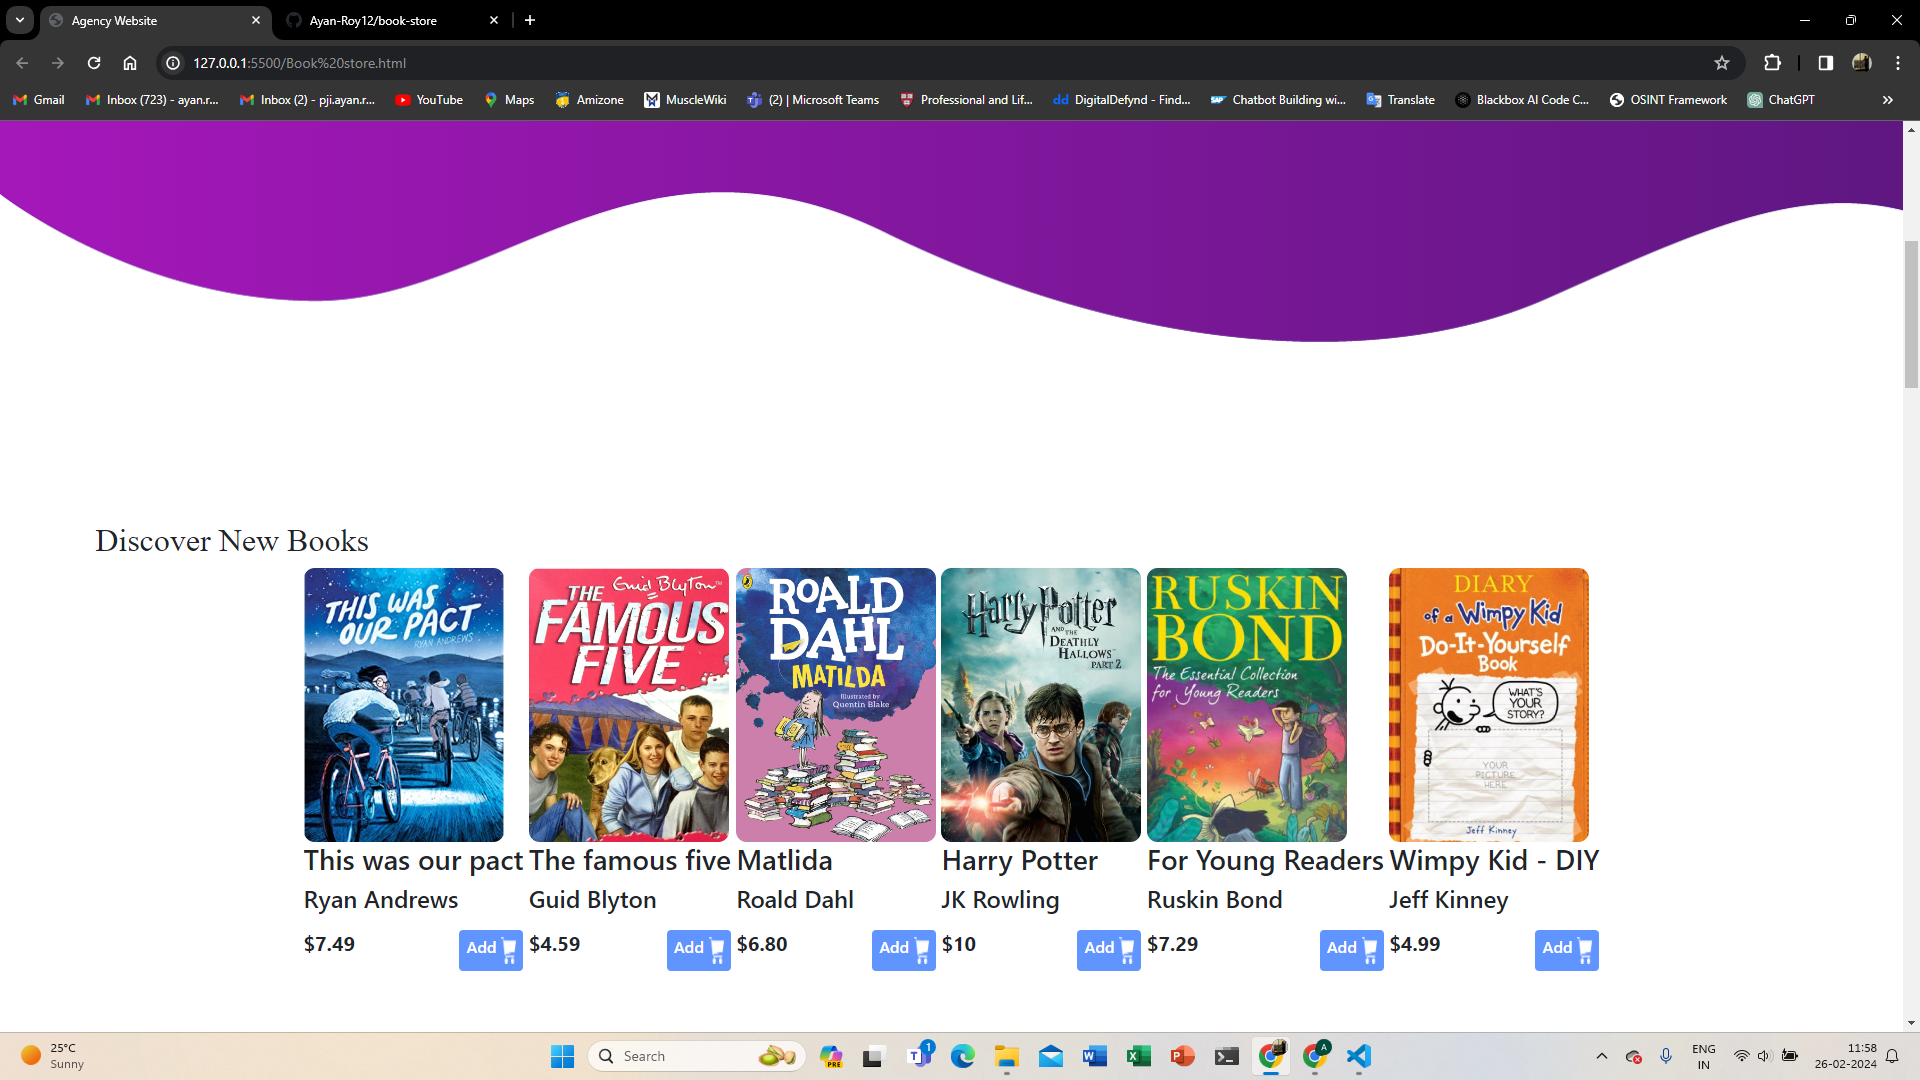 Agency Website
Ayan-Roy12/book-store
127.0.0.1:5500/Book%20store.html
Gmail
Inbox (723) - ayan.r...
Inbox (2) - pji.ayan.r...
YouTube
Maps
Amizone
MuscleWiki
(2) | Microsoft Teams
Professional and Lif...
dd DigitalDefynd - Find...
Chatbot Building wi...
Translate
Blackbox AI Code C...
OSINT Framework
ChatGPT
Discover New Books
THIS WAS
OUR PACT
RYAN ANDREWS
THE Enid Blyton™
FAMOUS
FIVE
ROALD
DAHL
MATILDA
Illustrated by
Quentin Blake
Harry Potter
AND THE
DEATHLY
HALLOWS™
PART 2
RUSKIN
BOND
The Essential Collection
for Young Readers
DIARY
of a Wimpy Kid
Do-It-Yourself
Book
WHAT'S
YOUR
STORY?
YOUR
PICTURE
HERE
Jeff Kinney
This was our pact
Ryan Andrews
$7.49 Add
The famous five
Guid Blyton
$4.59 Add
Matlida
Roald Dahl
$6.80 Add
Harry Potter
JK Rowling
$10 Add
For Young Readers
Ruskin Bond
$7.29 Add
Wimpy Kid - DIY
Jeff Kinney
$4.99 Add
25°C
Sunny
Search
PRE
T 1
A
ENG
IN
11:58
26-02-2024